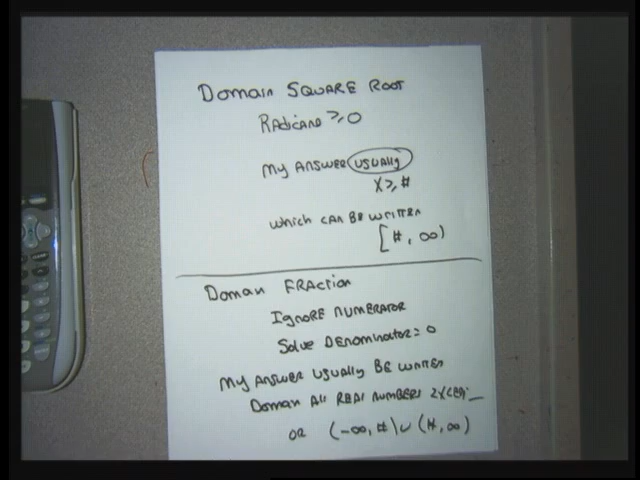 Domain SQUARE ROOT
Radicand ≥ 0
My Answer usually
X ≥ #
which can be written
[#, ∞)
Domain FRACTION
Ignore numerator
Solve Denominator = 0
My Answer usually be written
Domain All Real numbers except _
or (-∞, #) ∪ (#, ∞)